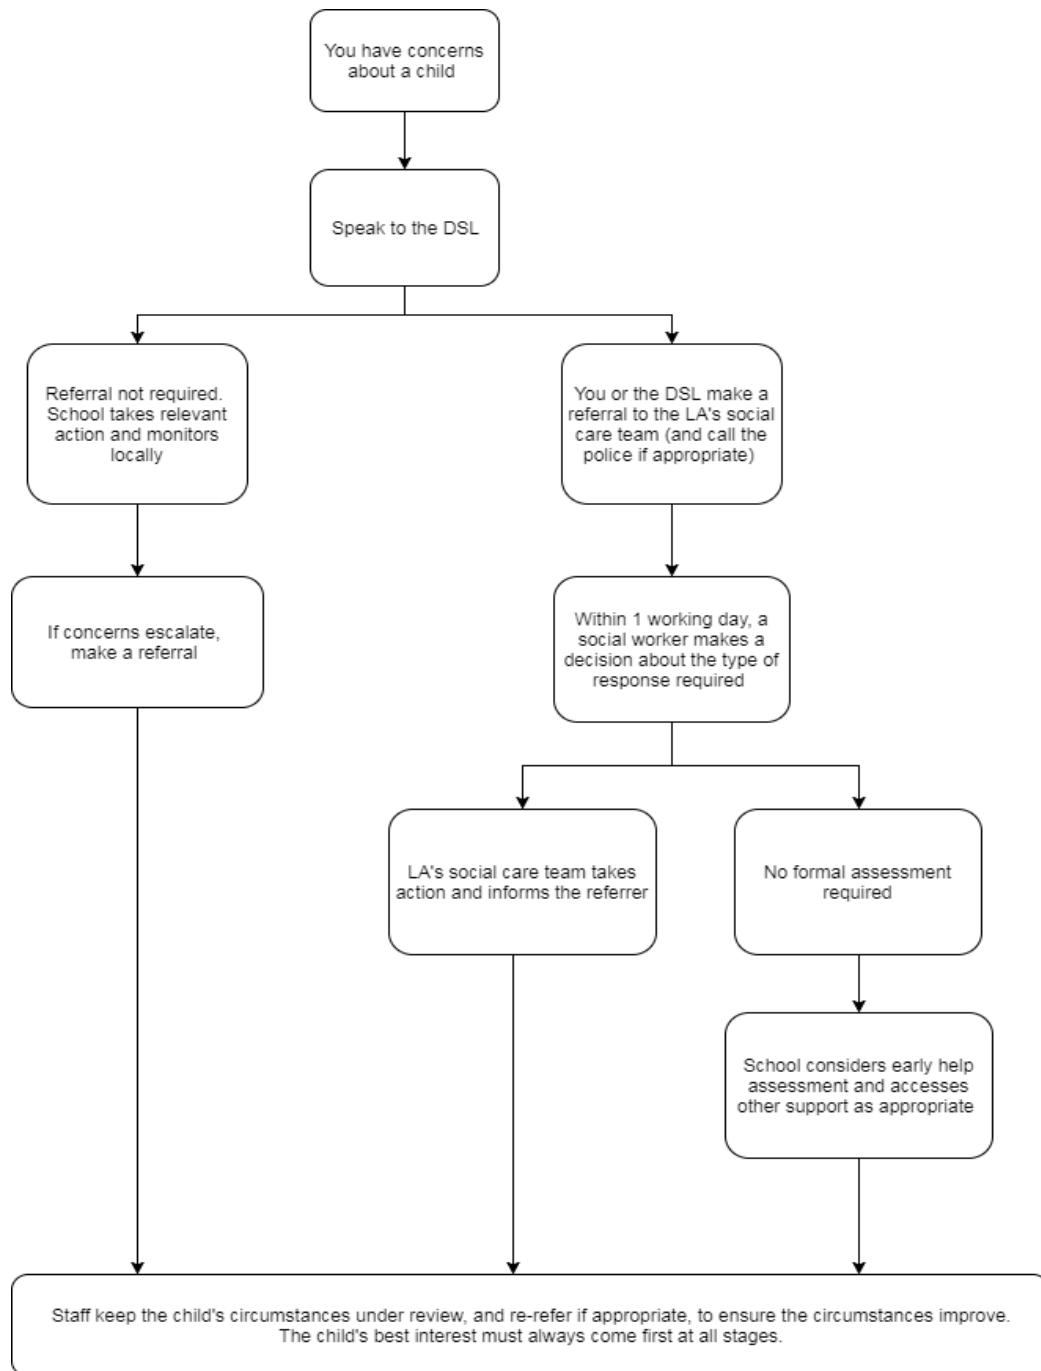 You have concerns
about a child
Speak to the DSL
Referral not required.
School takes relevant
action and monitors
locally
You or the DSL make a
referral to the LA's social
care team (and call the
police if appropriate)
If concerns escalate,
make a referral
Within 1 working day, a
social worker makes a
decision about the type of
response required
LA's social care team takes
action and informs the referrer
No formal assessment
required
School considers early help
assessment and accesses
other support as appropriate
Staff keep the child's circumstances under review, and re-refer if appropriate, to ensure the circumstances improve.
The child's best interest must always come first at all stages.